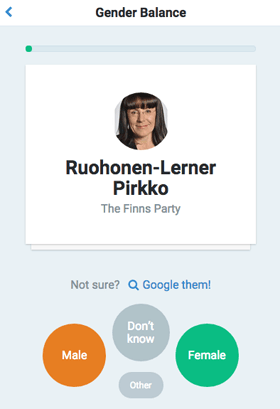 Gender Balance
Ruohonen-Lerner
Pirkko
The Finns Party
Not sure? Google them!
Don't
know
Male
Female
Other